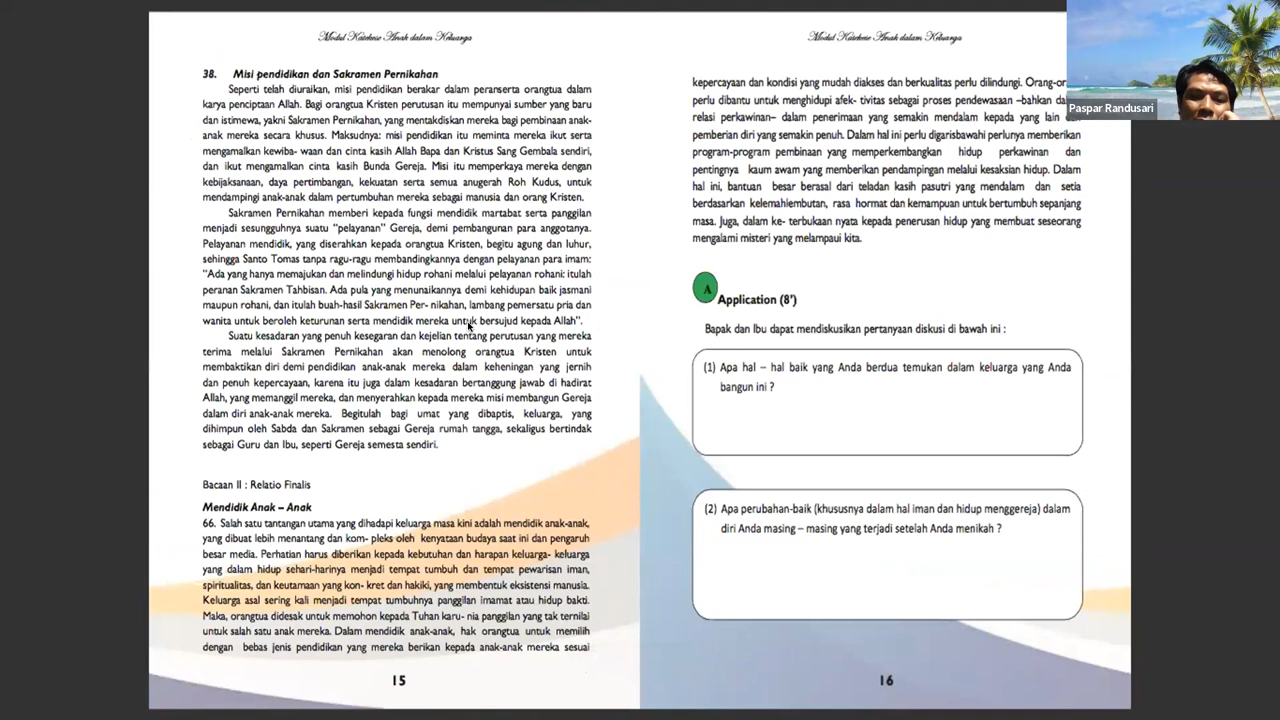 Modul Katekese Anak dalam Keluarga
38. Misi pendidikan dan Sakramen Pernikahan
Seperti telah diuraikan, misi pendidikan berakar dalam peranserta orangtua dalam
karya penciptaan Allah. Bagi orangtua Kristen perutusan itu mempunyai sumber yang baru
dan istimewa, yakni Sakramen Pernikahan, yang mentakdiskan mereka bagi pembinaan anak-
anak mereka secara khusus. Maksudnya: misi pendidikan itu meminta mereka ikut serta
mengamalkan kewiba- waan dan cinta kasih Allah Bapa dan Kristus Sang Gembala sendiri,
dan ikut mengamalkan cinta kasih Bunda Gereja. Misi itu memperkaya mereka dengan
kebijaksanaan, daya pertimbangan, kekuatan serta semua anugerah Roh Kudus, untuk
mendampingi anak-anak dalam pertumbuhan mereka sebagai manusia dan orang Kristen.
Sakramen Pernikahan memberi kepada fungsi mendidik martabat serta panggilan
menjadi sesungguhnya suatu "pelayanan" Gereja, demi pembangunan para anggotanya.
Pelayanan mendidik, yang diserahkan kepada orangtua Kristen, begitu agung dan luhur,
sehingga Santo Tomas tanpa ragu-ragu membandingkannya dengan pelayanan para imam:
"Ada yang hanya memajukan dan melindungi hidup rohani melalui pelayanan rohani: itulah
peranan Sakramen Tahbisan. Ada pula yang menunaikannya demi kehidupan baik jasmani
maupun rohani, dan itulah buah-hasil Sakramen Per- nikahan, lambang pemersatu pria dan
wanita untuk beroleh keturunan serta mendidik mereka untuk bersujud kepada Allah".
Suatu kesadaran yang penuh kesegaran dan kejelian tentang perutusan yang mereka
terima melalui Sakramen Pernikahan akan menolong orangtua Kristen untuk
membaktikan diri demi pendidikan anak-anak mereka dalam keheningan yang jernih
dan penuh kepercayaan, karena itu juga dalam kesadaran bertanggung jawab di hadirat
Allah, yang memanggil mereka, dan menyerahkan kepada mereka misi membangun Gereja
dalam diri anak-anak mereka. Begitulah bagi umat yang dibaptis, keluarga, yang
dihimpun oleh Sabda dan Sakramen sebagai Gereja rumah tangga, sekaligus bertindak
sebagai Guru dan Ibu, seperti Gereja semesta sendiri.
Bacaan II : Relatio Finalis
Mendidik Anak – Anak
66. Salah satu tantangan utama yang dihadapi keluarga masa kini adalah mendidik anak-anak,
yang dibuat lebih menantang dan kom- pleks oleh kenyataan budaya saat ini dan pengaruh
besar media. Perhatian harus diberikan kepada kebutuhan dan harapan keluarga- keluarga
yang dalam hidup sehari-harinya menjadi tempat tumbuh dan tempat pewarisan iman,
spiritualitas, dan keutamaan yang kon- kret dan hakiki, yang membentuk eksistensi manusia.
Keluarga asal sering kali menjadi tempat tumbuhnya panggilan imamat atau hidup bakti.
Maka, orangtua didesak untuk memohon kepada Tuhan karu- nia panggilan yang tak ternilai
untuk salah satu anak mereka. Dalam mendidik anak-anak, hak orangtua untuk memilih
dengan bebas jenis pendidikan yang mereka berikan kepada anak-anak mereka sesuai
15
Modul Katekese Anak dalam Keluarga
kepercayaan dan kondisi yang mudah diakses dan berkualitas perlu dilindungi. Orang-or
perlu dibantu untuk menghidupi afek- tivitas sebagai proses pendewasaan –bahkan da
relasi perkawinan– dalam penerimaan yang semakin mendalam kepada yang lain
pemberian diri yang semakin penuh. Dalam hal ini perlu digarisbawahi perlunya memberikan
program-program pembinaan yang memperkembangkan hidup perkawinan dan
pentingnya kaum awam yang memberikan pendampingan melalui kesaksian hidup. Dalam
hal ini, bantuan besar berasal dari teladan kasih pasutri yang mendalam dan setia
berdasarkan kelemahlembutan, rasa hormat dan kemampuan untuk bertumbuh sepanjang
masa. Juga, dalam ke- terbukaan nyata kepada penerusan hidup yang membuat seseorang
mengalami misteri yang melampaui kita.
A
Application (8')
Bapak dan Ibu dapat mendiskusikan pertanyaan diskusi di bawah ini :
(1) Apa hal – hal baik yang Anda berdua temukan dalam keluarga yang Anda
bangun ini ?
(2) Apa perubahan-baik (khususnya dalam hal iman dan hidup menggereja) dalam
diri Anda masing – masing yang terjadi setelah Anda menikah ?
16
Paspar Randusari